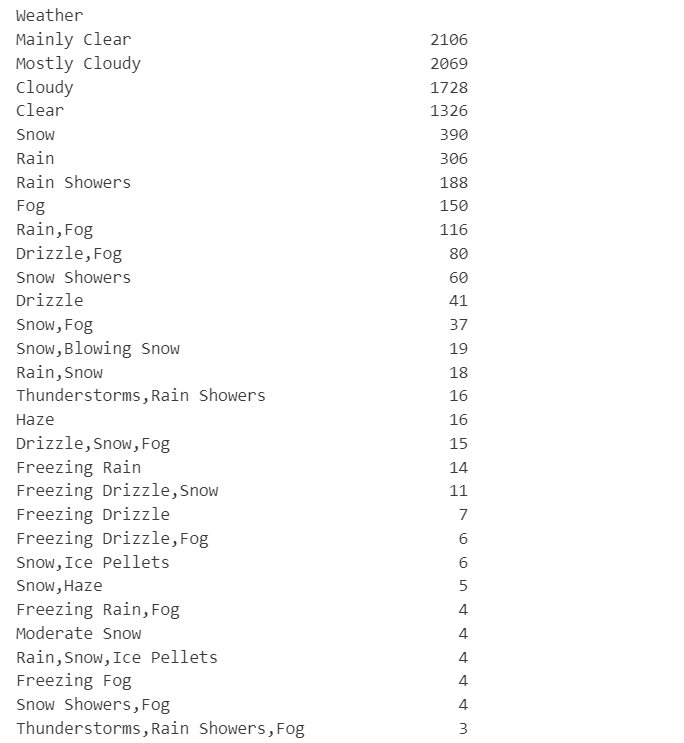 Weather
Mainly Clear 2106
Mostly Cloudy 2069
Cloudy 1728
Clear 1326
Snow 390
Rain 306
Rain Showers 188
Fog 150
Rain,Fog 116
Drizzle,Fog 80
Snow Showers 60
Drizzle 41
Snow,Fog 37
Snow,Blowing Snow 19
Rain,Snow 18
Thunderstorms,Rain Showers 16
Haze 16
Drizzle,Snow,Fog 15
Freezing Rain 14
Freezing Drizzle,Snow 11
Freezing Drizzle 7
Freezing Drizzle,Fog 6
Snow,Ice Pellets 6
Snow,Haze 5
Freezing Rain,Fog 4
Moderate Snow 4
Rain,Snow,Ice Pellets 4
Freezing Fog 4
Snow Showers,Fog 4
Thunderstorms,Rain Showers,Fog 3